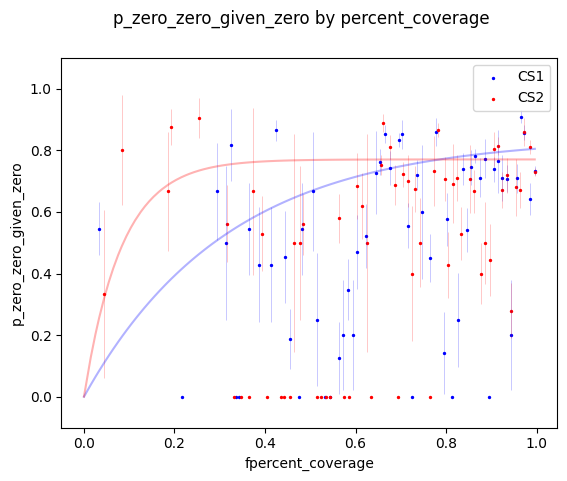 p_zero_zero_given_zero by percent_coverage
CS1
CS2
1.0
0.8
0.6
0.4
0.2
0.0
p_zero_zero_given_zero
0.0 0.2 0.4 0.6 0.8 1.0
fpercent_coverage